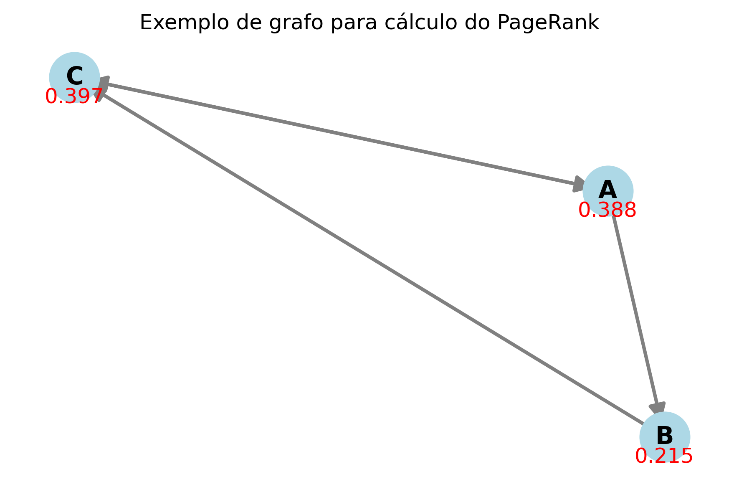 Exemplo de grafo para cálculo do PageRank
C
0.397
A
0.388
B
0.215